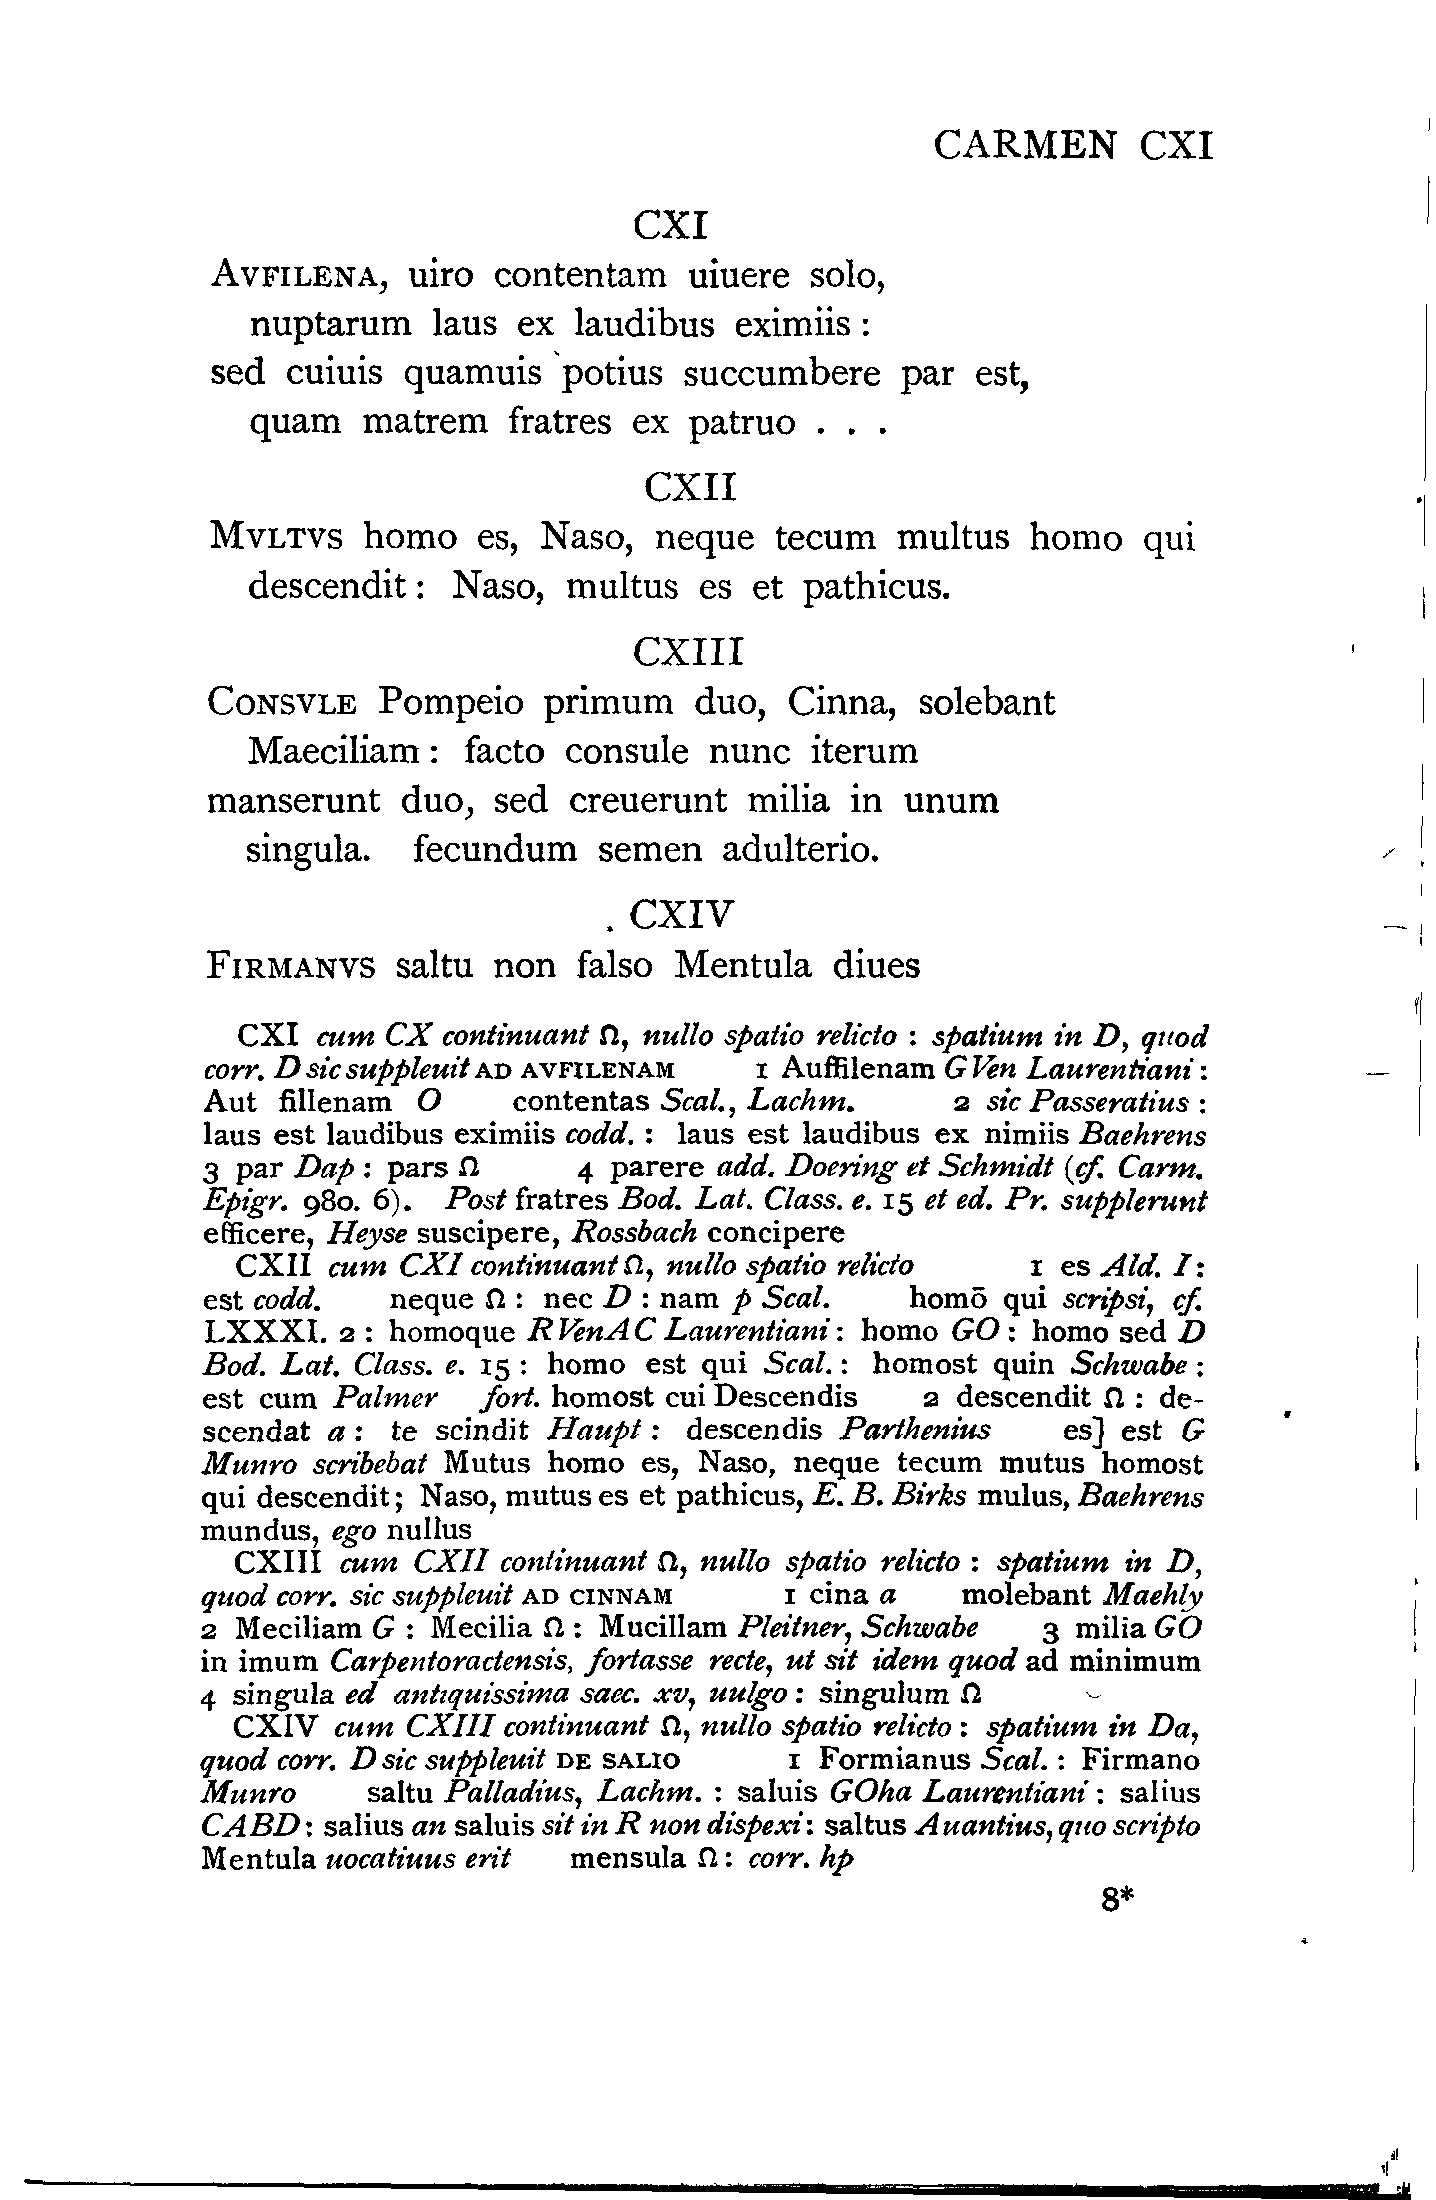 CARMEN CXI
CXI
AVFILENA, uiro contentam uiuere solo,
nuptarum laus ex laudibus eximiis :
sed cuiuis quamuis potius succumbere par est,
quam matrem fratres ex patruo . . .
CXII
MVLTVS homo es, Naso, neque tecum multus homo qui
descendit : Naso, multus es et pathicus.
CXIII
CONSVLE Pompeio primum duo, Cinna, solebant
Maeciliam : facto consule nunc iterum
manserunt duo, sed creuerunt milia in unum
singula. fecundum semen adulterio.
CXIV
FIRMANVS saltu non falso Mentula diues
CXI cum CX continuant Ω, nullo spatio relicto : spatium in D, quod
corr. D sic suppleuit AD AVFILENAM 1 Auffilenam G Ven Laurentiani :
Aut fillenam O contentas Scal., Lachm. 2 sic Passeratius :
laus est laudibus eximiis codd. : laus est laudibus ex nimiis Baehrens
3 par Dap : pars Ω 4 parere add. Doering et Schmidt (cf. Carm.
Epigr. 980. 6). Post fratres Bod. Lat. Class. e. 15 et ed. Pr. supplerunt
efficere, Heyse suscipere, Rossbach concipere
CXII cum CXI continuant Ω, nullo spatio relicto 1 es Ald. I :
est codd. neque Ω : nec D : nam p Scal. homō qui scripsi, cf.
LXXXI. 2 : homoque R VenAC Laurentiani : homo GO : homo sed D
Bod. Lat. Class. e. 15 : homo est qui Scal. : homost quin Schwabe :
est cum Palmer fort. homost cui Descendis 2 descendit Ω : de-
scendat a : te scindit Haupt : descendis Parthenius es] est G
Munro scribebat Mutus homo es, Naso, neque tecum mutus homost
qui descendit; Naso, mutus es et pathicus, E. B. Birks mulus, Baehrens
mundus, ego nullus
CXIII cum CXII continuant Ω, nullo spatio relicto : spatium in D,
quod corr. sic suppleuit AD CINNAM 1 cina a molebant Maehly
2 Meciliam G : Mecilia Ω : Mucillam Pleitner, Schwabe 3 milia GO
in imum Carpentoractensis, fortasse recte, ut sit idem quod ad minimum
4 singula ed antiquissima saec. xv, uulgo : singulum Ω
CXIV cum CXIII continuant Ω, nullo spatio relicto : spatium in Da,
quod corr. D sic suppleuit DE SALIO 1 Formianus Scal. : Firmano
Munro saltu Palladius, Lachm. : saluis GOha Laurentiani : salius
CABD : salius an saluis sit in R non dispexi : saltus Auantius, quo scripto
Mentula uocatiuus erit mensula Ω : corr. hp
8*